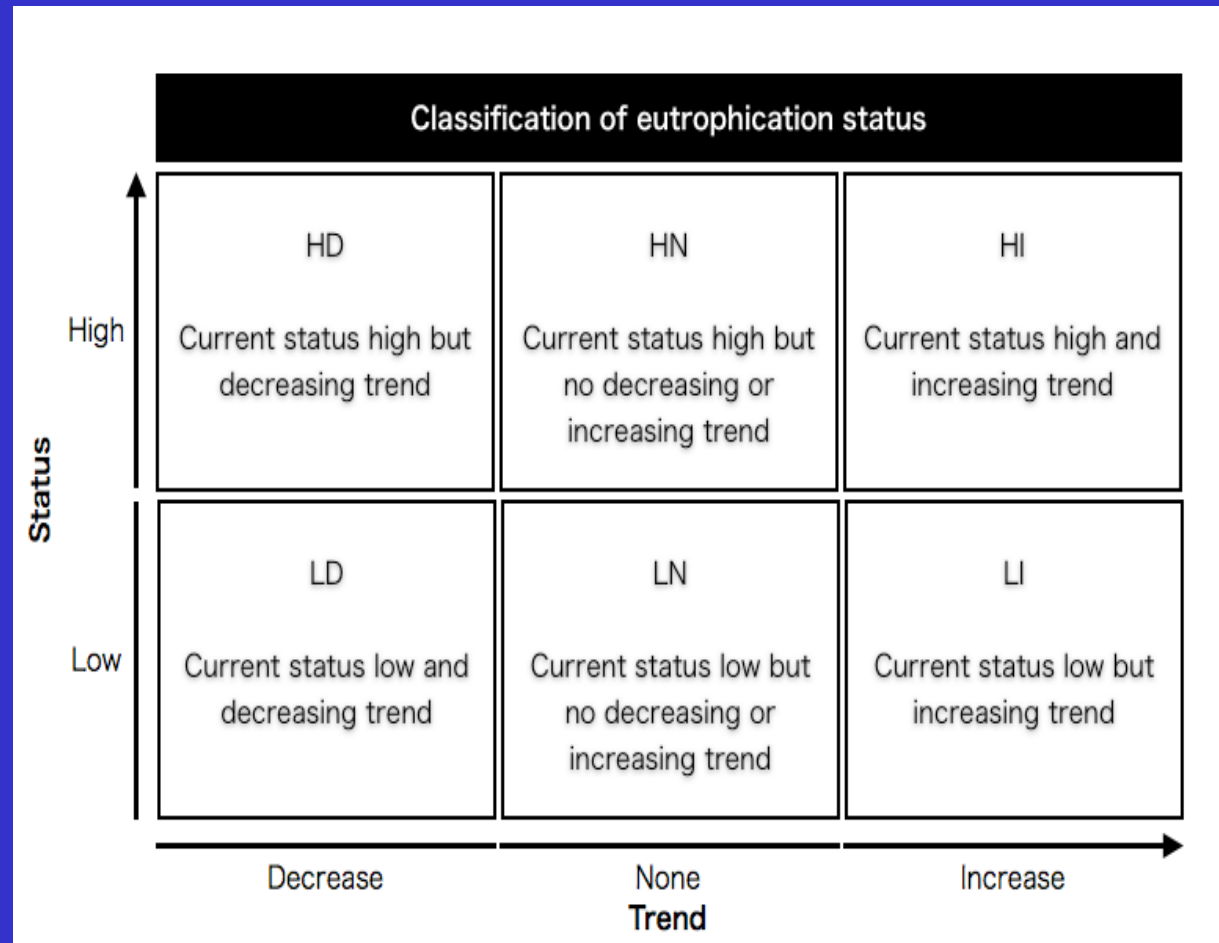 Classification of eutrophication status
High
HD
Current status high but
decreasing trend
HN
Current status high but
no decreasing or
increasing trend
HI
Current status high and
increasing trend
Status
Low
LD
Current status low and
decreasing trend
LN
Current status low but
no decreasing or
increasing trend
LI
Current status low but
increasing trend
Decrease
None
Increase
Trend